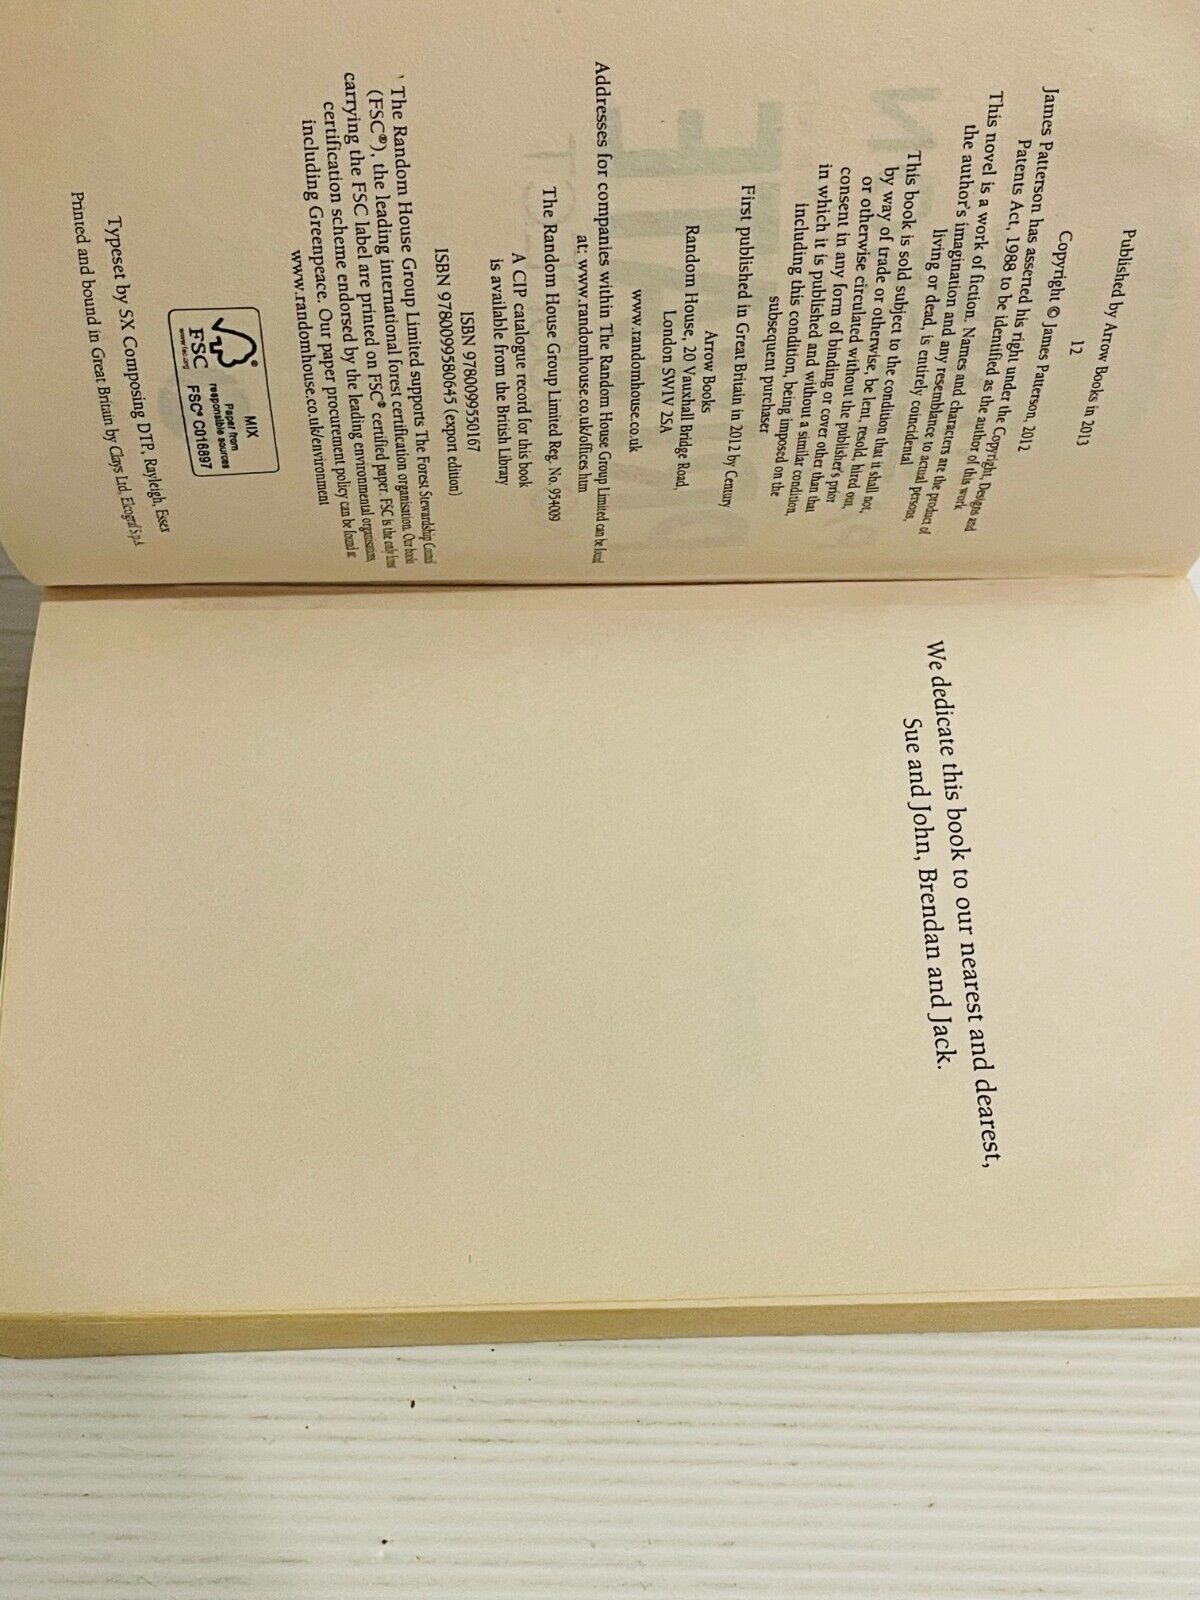 Published by Arrow Books in 2013
12
Copyright © James Patterson, 2012
James Patterson has asserted his right under the Copyright, Designs and
Patents Act, 1988 to be identified as the author of this work
This novel is a work of fiction. Names and characters are the product of
the author's imagination and any resemblance to actual persons,
living or dead, is entirely coincidental
This book is sold subject to the condition that it shall not,
by way of trade or otherwise, be lent, resold, hired out,
or otherwise circulated without the publisher's prior
consent in any form of binding or cover other than that
in which it is published and without a similar condition,
including this condition, being imposed on the
subsequent purchaser
First published in Great Britain in 2012 by Century
Arrow Books
Random House, 20 Vauxhall Bridge Road,
London SW1V 2SA
www.randomhouse.co.uk
Addresses for companies within The Random House Group Limited can be found
at: www.randomhouse.co.uk/offices.htm
The Random House Group Limited Reg. No. 954009
A CIP catalogue record for this book
is available from the British Library
ISBN 9780099550167
ISBN 9780099580645 (export edition)
The Random House Group Limited supports The Forest Stewardship Council
(FSC®), the leading international forest certification organisation. Our books
carrying the FSC label are printed on FSC® certified paper. FSC is the only forest
certification scheme endorsed by the leading environmental organisations,
including Greenpeace. Our paper procurement policy can be found at:
www.randomhouse.co.uk/environment
MIX
Paper from
responsible sources
FSC® C016897
FSC
www.fsc.org
Typeset by SX Composing DTP, Rayleigh, Essex
Printed and bound in Great Britain by Clays Ltd, Elcograf S.p.A.
We dedicate this book to our nearest and dearest,
Sue and John, Brendan and Jack.